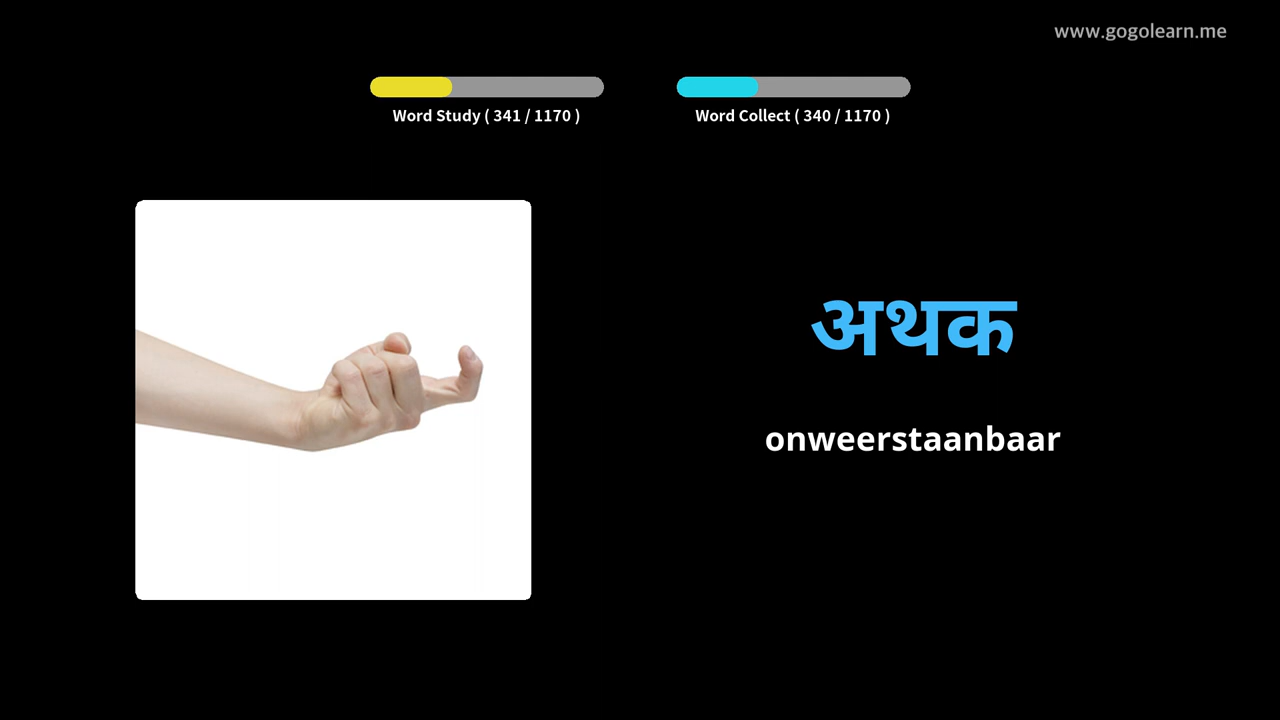 www.gogolearn.me
Word Study ( 341 / 1170 )
Word Collect ( 340 / 1170 )
अथक
onweerstaanbaar